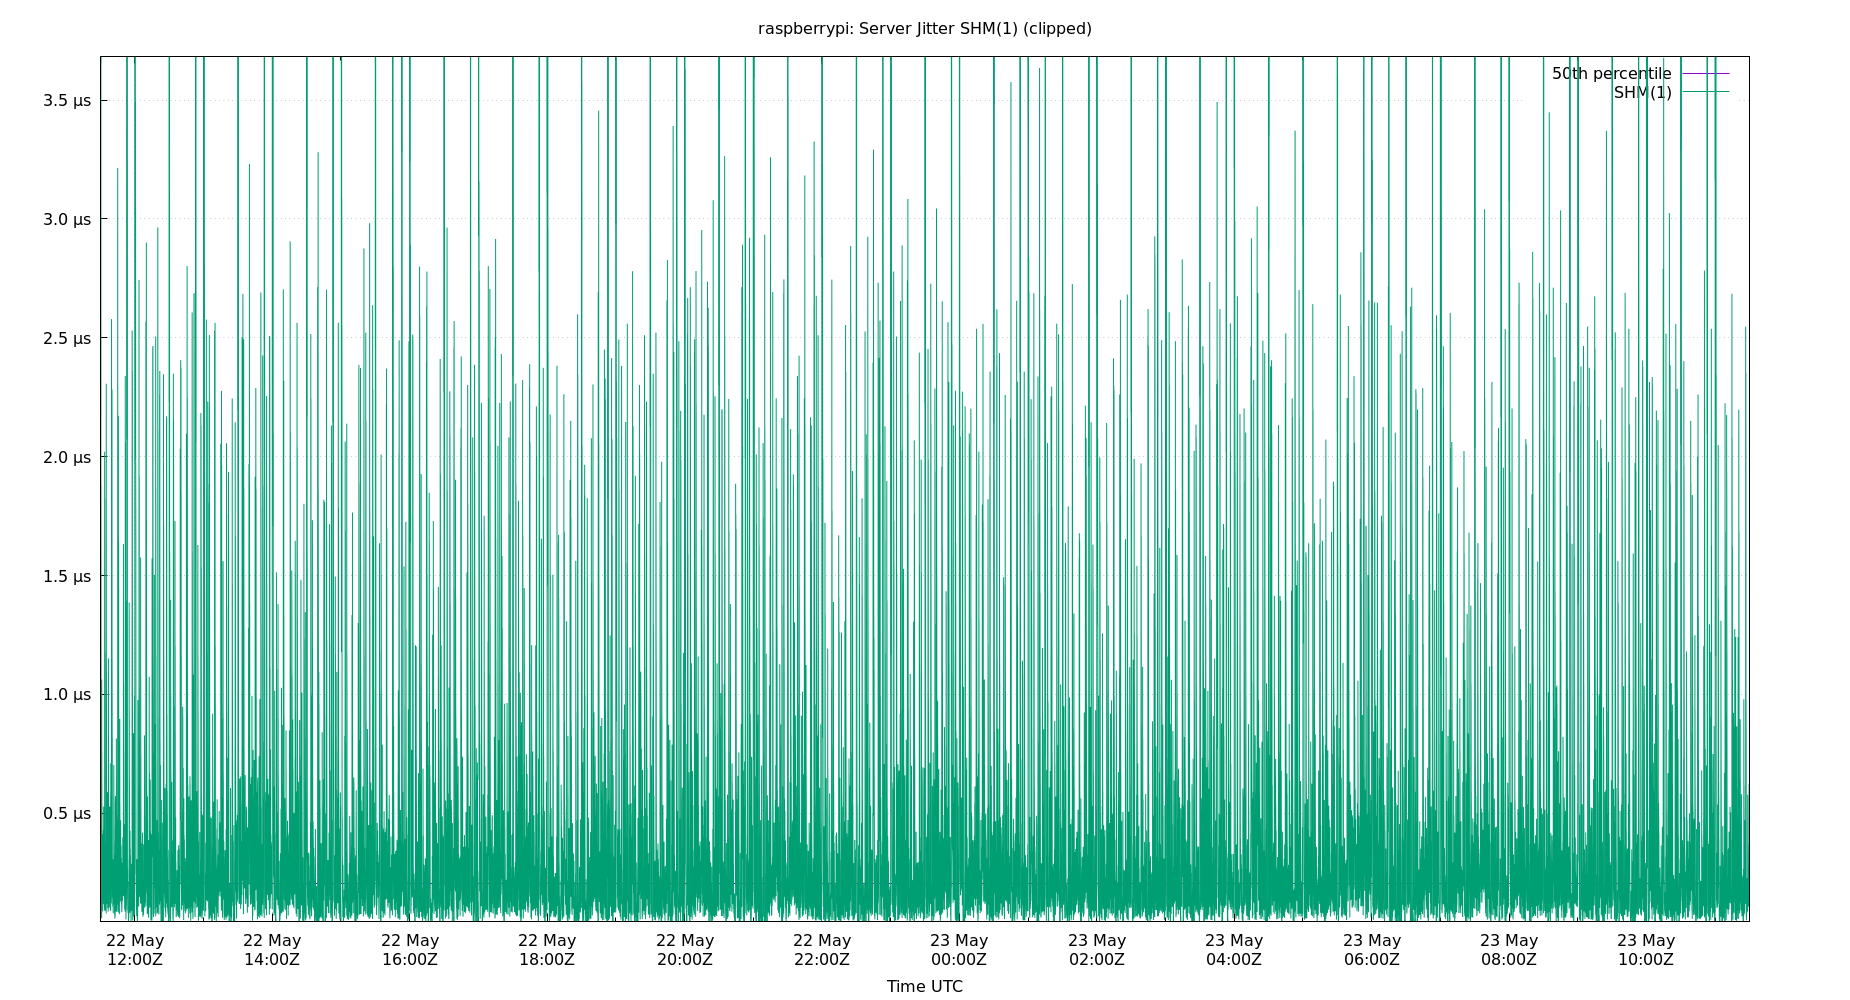 raspberrypi: Server Jitter SHM(1) (clipped)
50th percentile
SHM(1)
3.5 µs
3.0 µs
2.5 µs
2.0 µs
1.5 µs
1.0 µs
0.5 µs
22 May 22 May 22 May 22 May 22 May 22 May 23 May 23 May 23 May 23 May 23 May 23 May
12:00Z 14:00Z 16:00Z 18:00Z 20:00Z 22:00Z 00:00Z 02:00Z 04:00Z 06:00Z 08:00Z 10:00Z
Time UTC